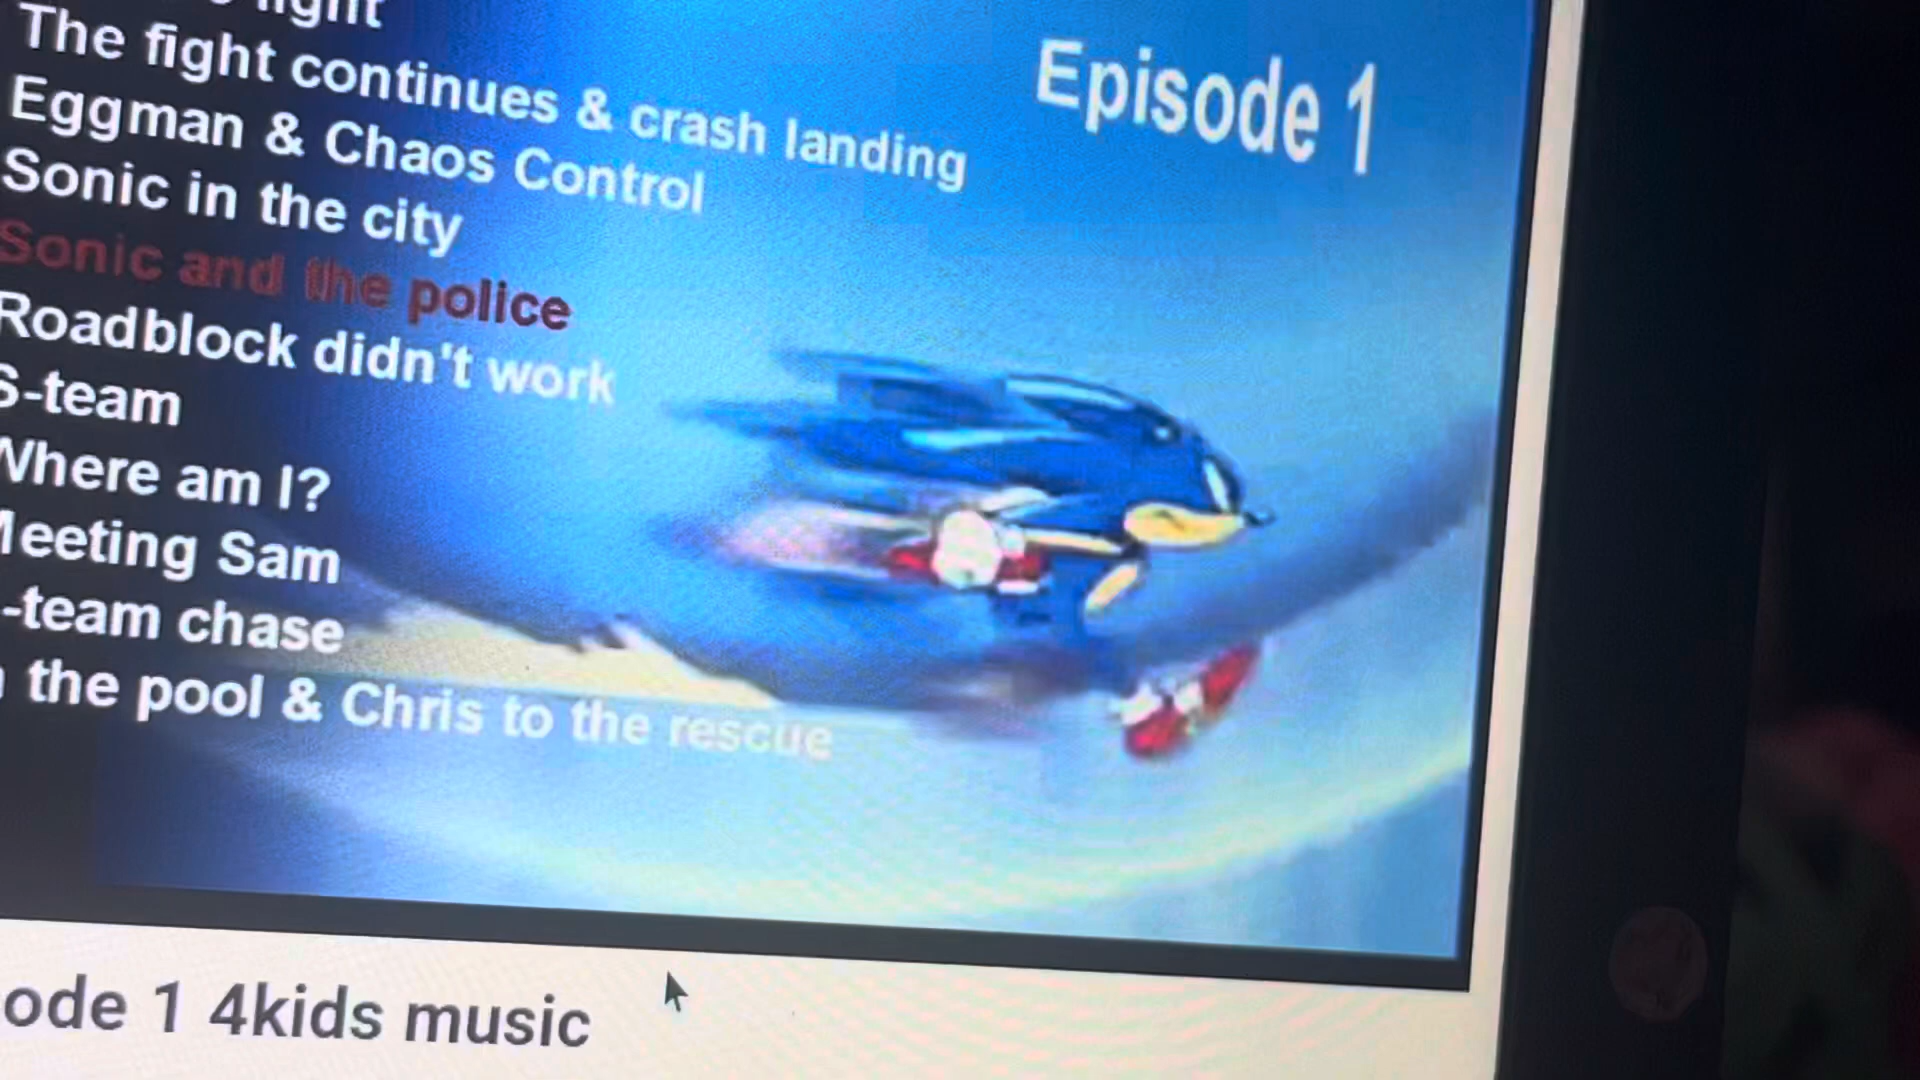 The fight continues & crash landing
Eggman & Chaos Control
Sonic in the city
Sonic and the police
Roadblock didn't work
S-team
Where am I?
Meeting Sam
-team chase
the pool & Chris to the rescue
Episode 1
ode 1 4kids music